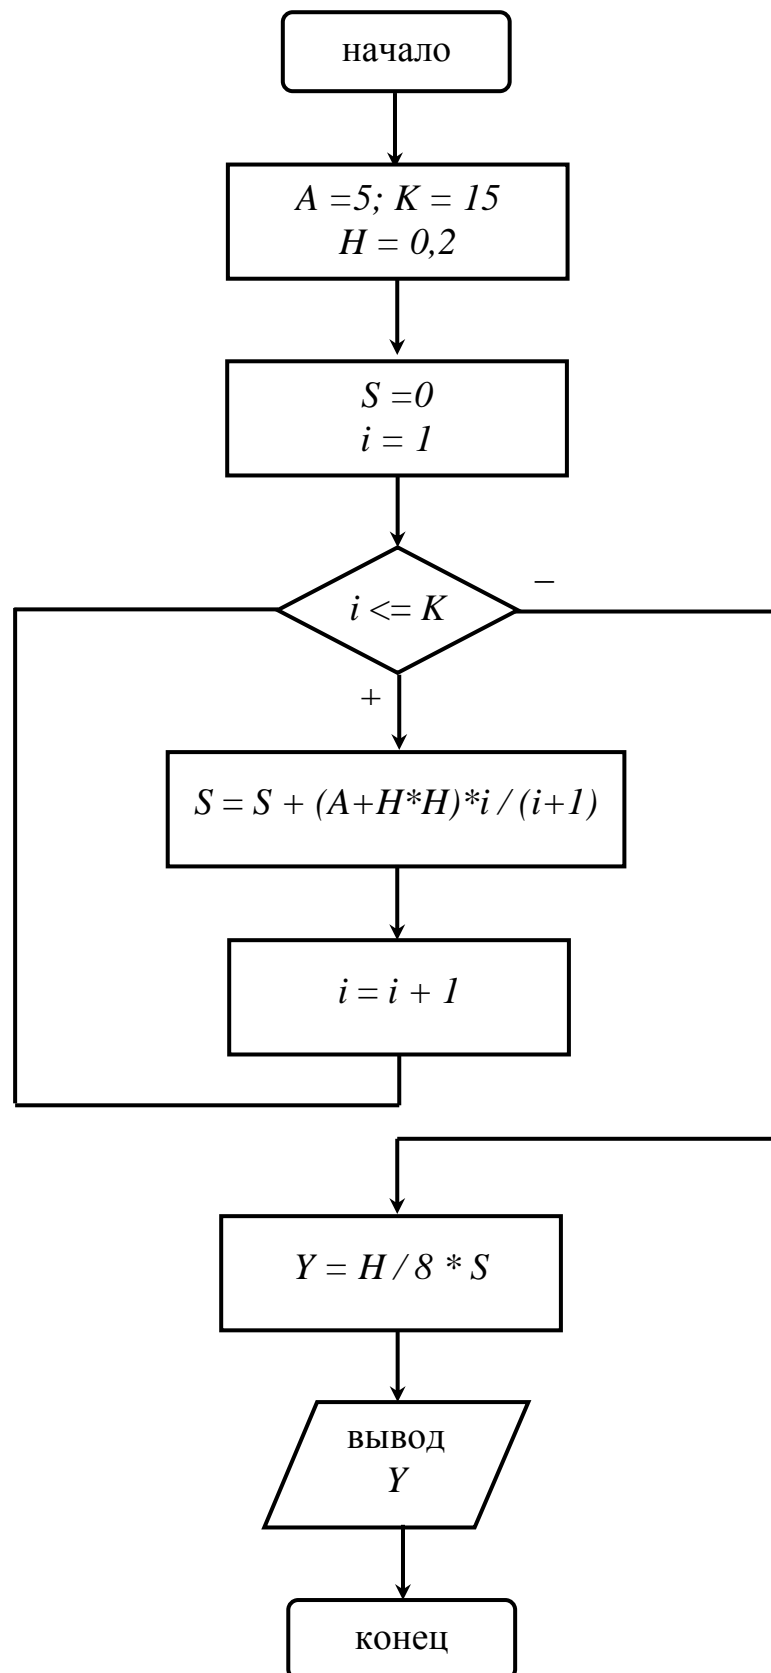 начало
A =5; K = 15
H = 0,2
S =0
i = 1
–
i <= K
+
S = S + (A+H*H)*i / (i+1)
i = i + 1
Y = H / 8 * S
вывод
Y
конец